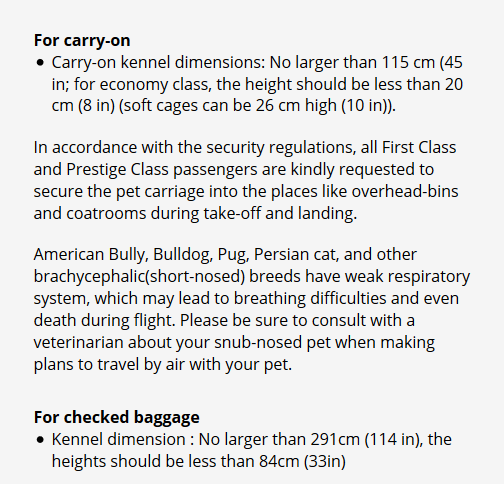 For carry-on
● Carry-on kennel dimensions: No larger than 115 cm (45
in; for economy class, the height should be less than 20
cm (8 in) (soft cages can be 26 cm high (10 in)).
In accordance with the security regulations, all First Class
and Prestige Class passengers are kindly requested to
secure the pet carriage into the places like overhead-bins
and coatrooms during take-off and landing.
American Bully, Bulldog, Pug, Persian cat, and other
brachycephalic(short-nosed) breeds have weak respiratory
system, which may lead to breathing difficulties and even
death during flight. Please be sure to consult with a
veterinarian about your snub-nosed pet when making
plans to travel by air with your pet.
For checked baggage
● Kennel dimension : No larger than 291cm (114 in), the
heights should be less than 84cm (33in)